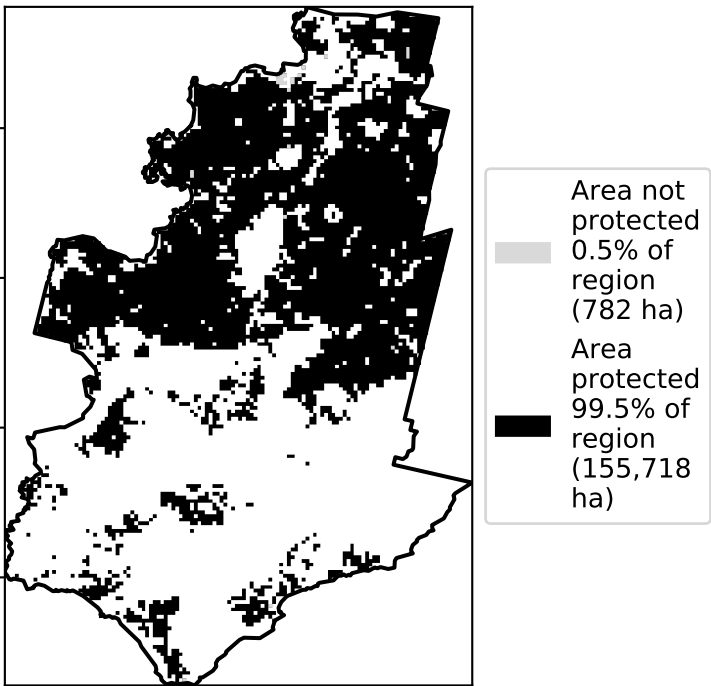 Area not
protected
0.5% of
region
(782 ha)
Area
protected
99.5% of
region
(155,718
ha)